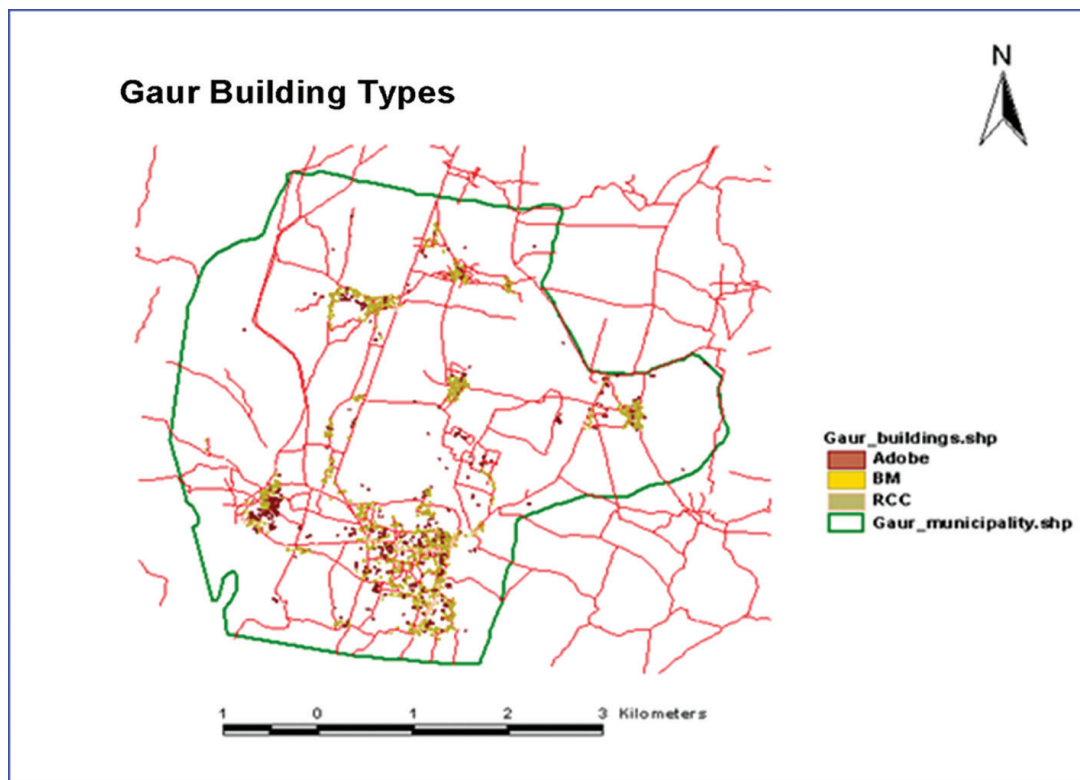 N
Gaur Building Types
Gaur_buildings.shp
Adobe
BM
RCC
Gaur_municipality.shp
1 0 1 2 3 Kilometers